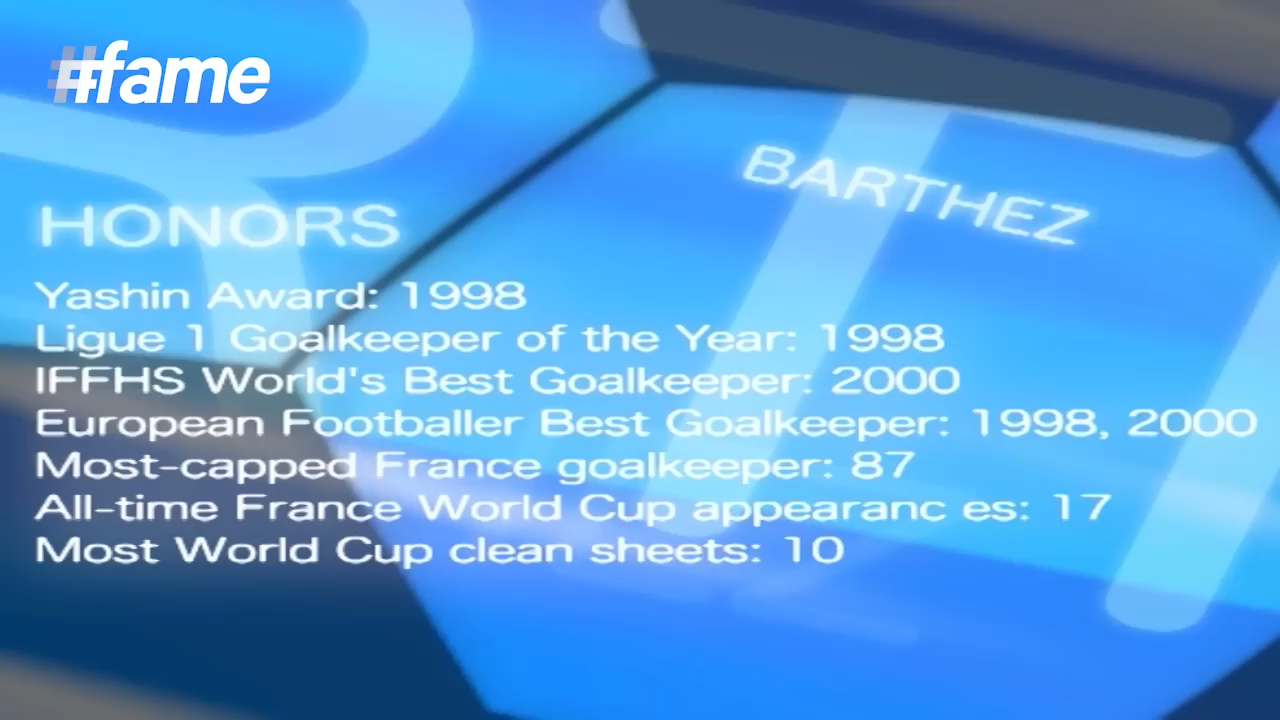 #fame
BARTHEZ
HONORS
Yashin Award: 1998
Ligue 1 Goalkeeper of the Year: 1998
IFFHS World's Best Goalkeeper: 2000
European Footballer Best Goalkeeper: 1998, 2000
Most-capped France goalkeeper: 87
All-time France World Cup appearanc es: 17
Most World Cup clean sheets: 10